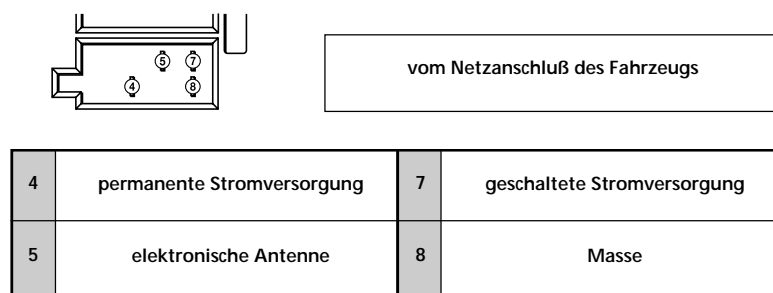 5 7
4 8
vom Netzanschluß des Fahrzeugs
4 permanente Stromversorgung 7 geschaltete Stromversorgung
5 elektronische Antenne 8 Masse